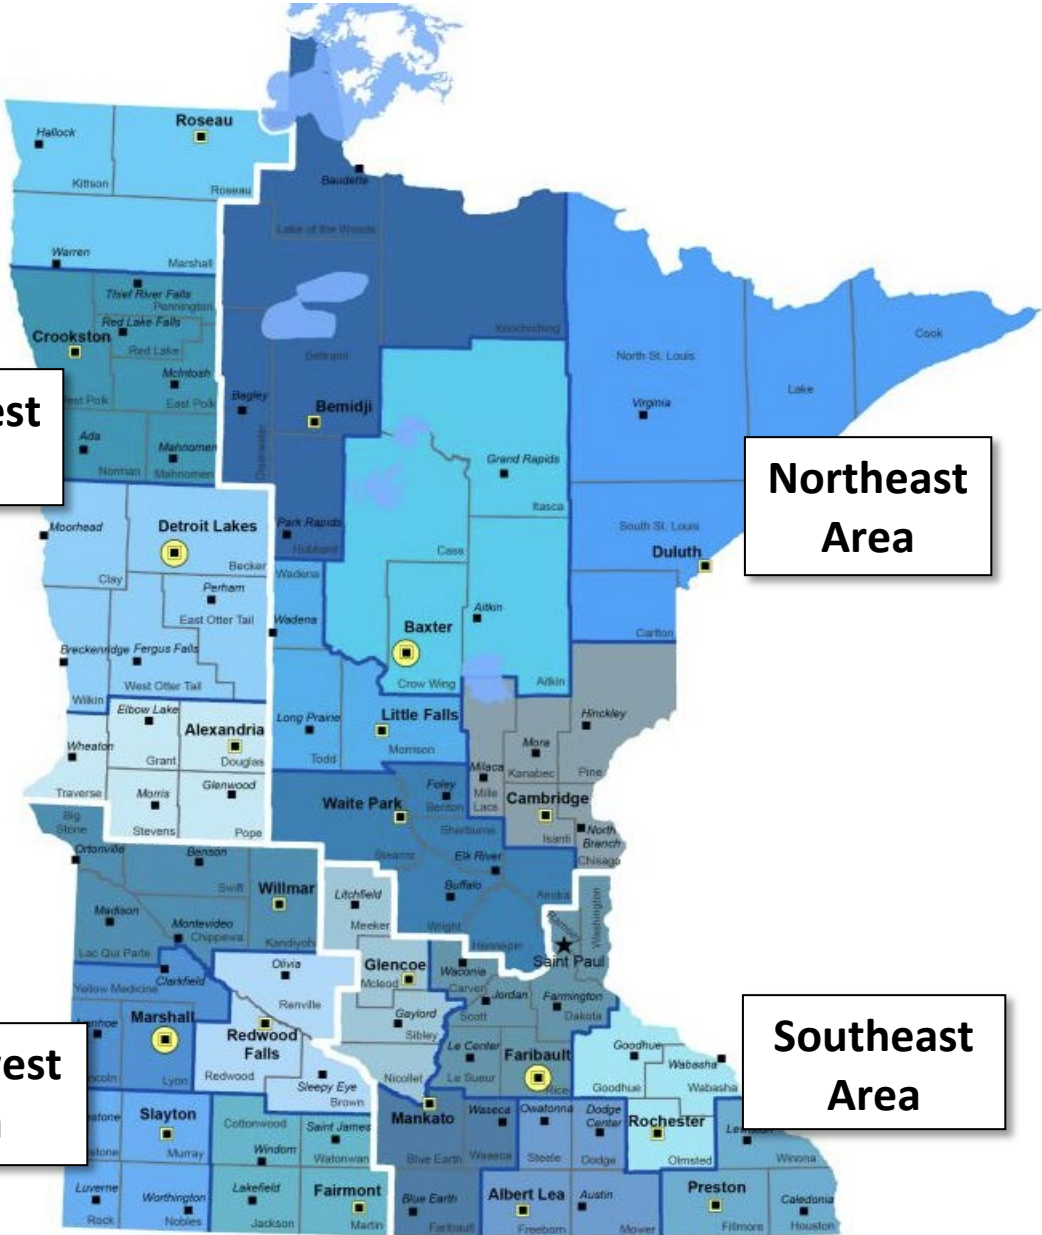 Roseau
Hallock
Kittson
Roseau
Baudette
Lake of the Woods
Warren
Marshall
Thief River Falls
Pennington
Red Lake Falls
Crookston
Red Lake
Koochiching
Beltrami
North St. Louis
Cook
Lake
McIntosh
West Polk
East Polk
Bagley
Clearwater
Bemidji
Virginia
Ada
Mahnomen
Norman
Mahnomen
Grand Rapids
Itasca
Northeast
Area
Moorhead
Detroit Lakes
Park Rapids
Hubbard
South St. Louis
Duluth
Cass
Clay
Becker
Wadena
Perham
East Otter Tail
Wadena
Aitkin
Baxter
Carlton
Breckenridge
Fergus Falls
West Otter Tail
Wilkin
Crow Wing
Aitkin
Elbow Lake
Alexandria
Long Prairie
Little Falls
Hinckley
Wheaton
Grant
Douglas
Todd
Morrison
Mora
Milaca
Kanabec
Pine
Traverse
Morris
Glenwood
Foley
Mille
Lacs
Cambridge
Waite Park
Benton
Big
Stone
Stevens
Pope
Sherburne
Isanti
North
Branch
Ortonville
Benson
Stearns
Elk River
Chisago
Swift
Willmar
Litchfield
Buffalo
Anoka
Washington
Madison
Montevideo
Chippewa
Meeker
Wright
Ramsey
Lac Qui Parle
Kandiyohi
Hennepin
Saint Paul
Clarkfield
Olivia
Glencoe
Waconia
Yellow Medicine
Mcleod
Carver
Jordan
Farmington
Renville
Marshall
Gaylord
Scott
Dakota
Sibley
Redwood
Falls
Le Center
Faribault
Goodhue
Wabasha
Lyon
Redwood
Sleepy Eye
Nicollet
Le Sueur
Rice
Goodhue
Wabasha
Brown
Southeast
Area
Slayton
Cottonwood
Saint James
Mankato
Waseca
Owatonna
Dodge
Center
Rochester
Murray
Windom
Watonwan
Blue Earth
Waseca
Steele
Dodge
Olmsted
Winona
Luverne
Worthington
Lakefield
Fairmont
Blue Earth
Albert Lea
Austin
Preston
Caledonia
Rock
Nobles
Jackson
Martin
Faribault
Freeborn
Mower
Fillmore
Houston